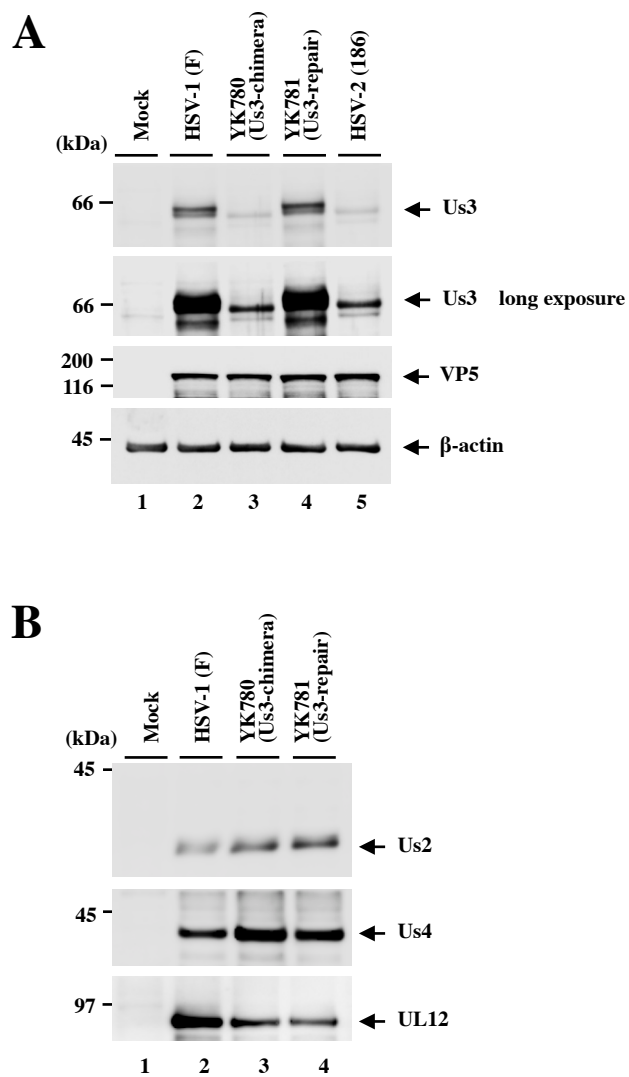 A
(kDa)
Mock
HSV-1 (F)
YK780
(Us3-chimera)
YK781
(Us3-repair)
HSV-2 (186)
66
Us3
66
Us3 long exposure
200
116
VP5
45
β-actin
1 2 3 4 5
B
(kDa)
Mock
HSV-1 (F)
YK780
(Us3-chimera)
YK781
(Us3-repair)
45
Us2
45
Us4
97
UL12
1 2 3 4